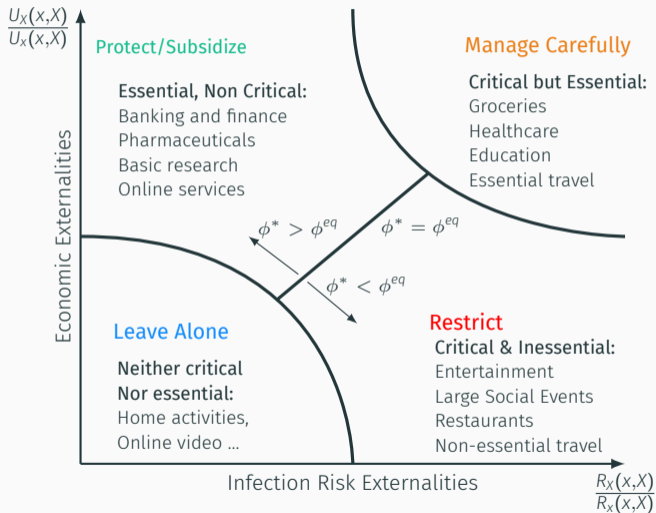 U_X(x,X)
U_x(x,X)
Protect/Subsidize
Essential, Non Critical:
Banking and finance
Pharmaceuticals
Basic research
Online services
Manage Carefully
Critical but Essential:
Groceries
Healthcare
Education
Essential travel
Economic Externalities
ϕ* > ϕ^eq
ϕ* = ϕ^eq
ϕ* < ϕ^eq
Leave Alone
Neither critical
Nor essential:
Home activities,
Online video ...
Restrict
Critical & Inessential:
Entertainment
Large Social Events
Restaurants
Non-essential travel
Infection Risk Externalities
R_X(x,X)
R_x(x,X)